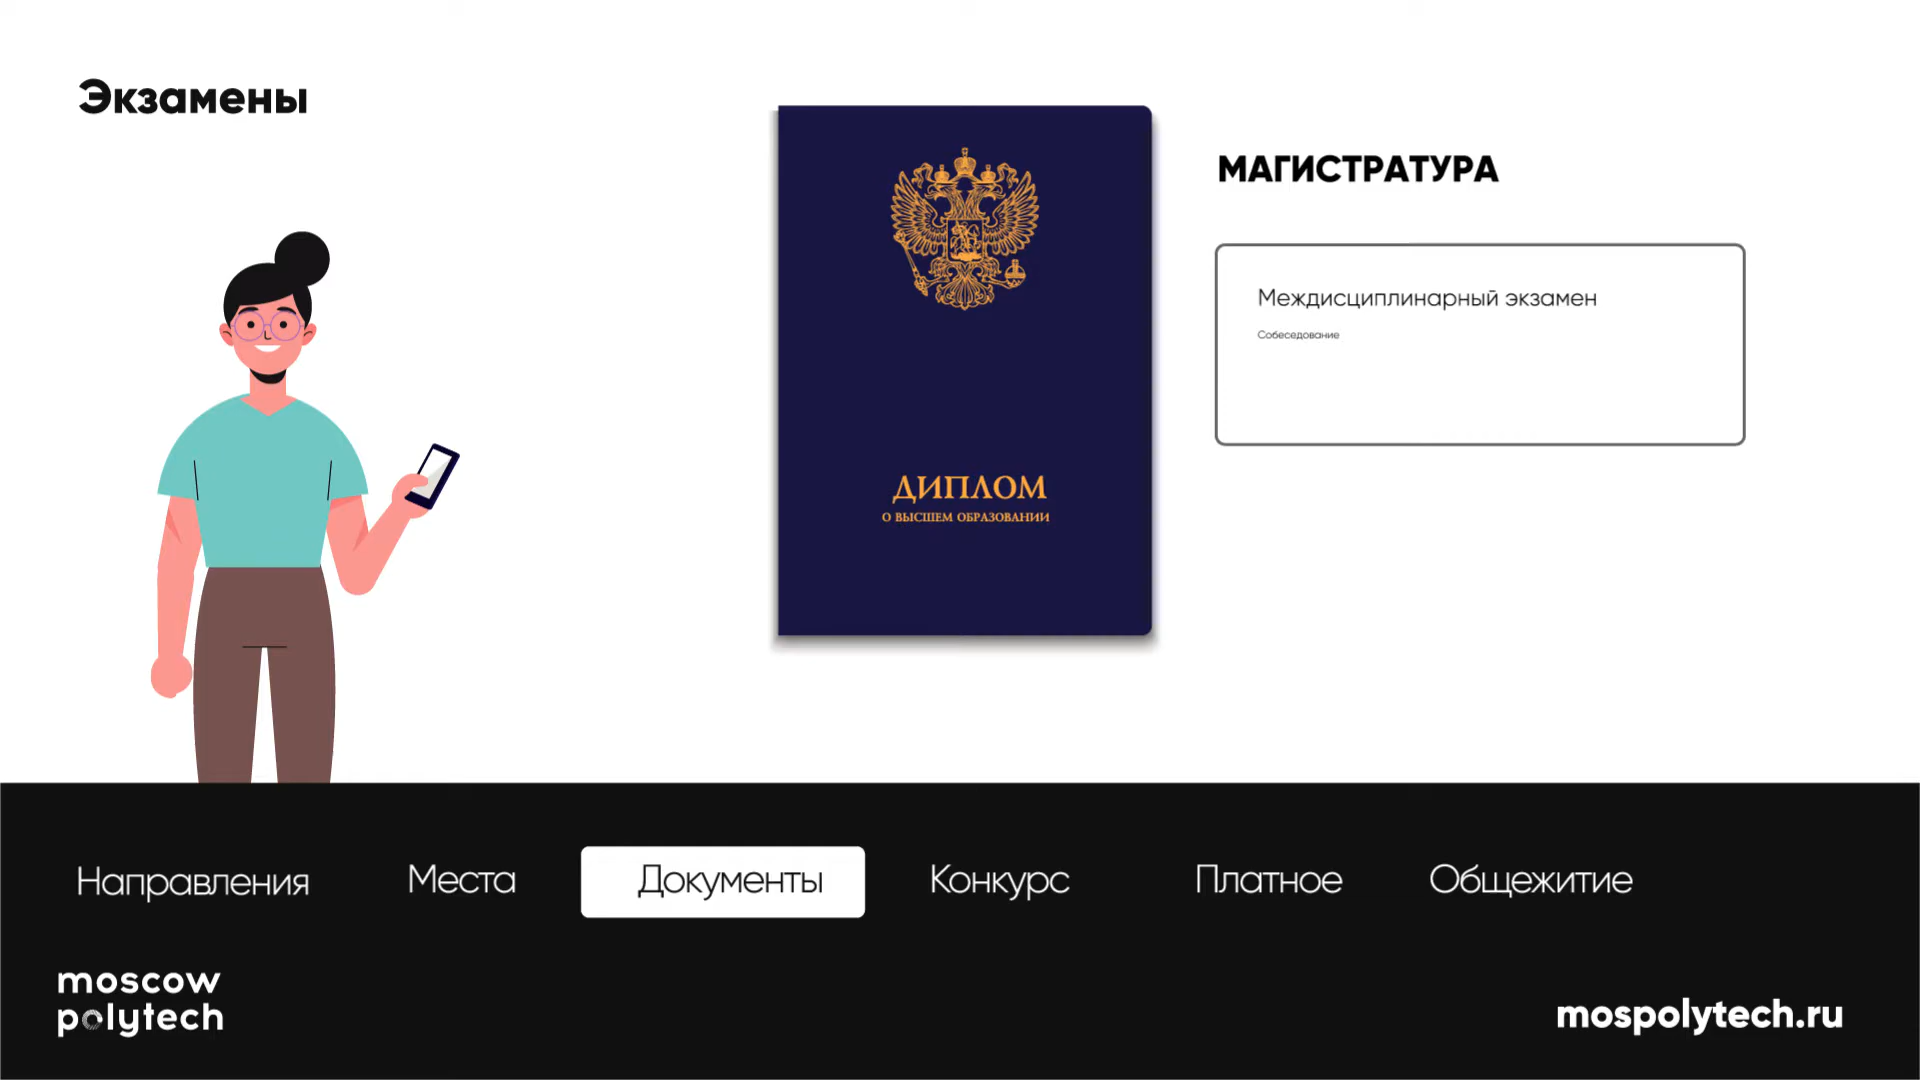 Экзамены
МАГИСТРАТУРА
Междисциплинарный экзамен
Собеседование
ДИПЛОМ
О ВЫСШЕМ ОБРАЗОВАНИИ
Направления
Места
Документы
Конкурс
Платное
Общежитие
moscow
polytech
mospolytech.ru